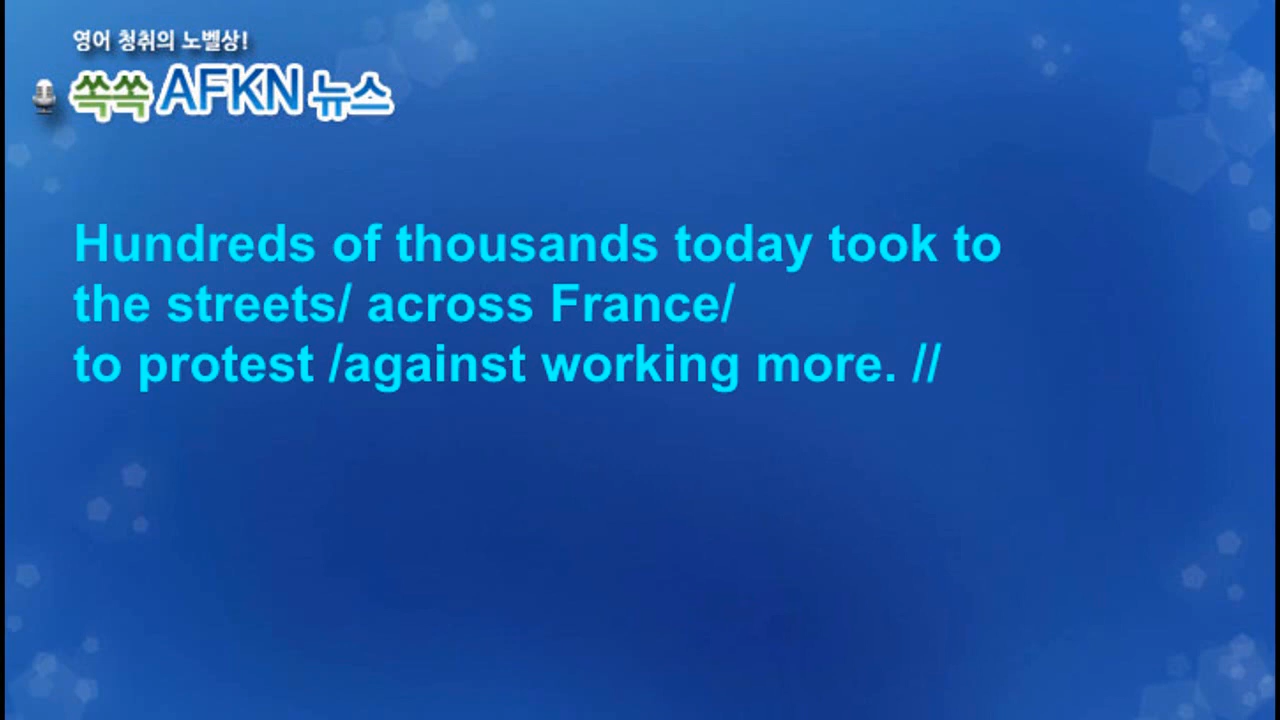 영어 청취의 노벨상!
쏙쏙 AFKN 뉴스
Hundreds of thousands today took to
the streets/ across France/
to protest /against working more. //